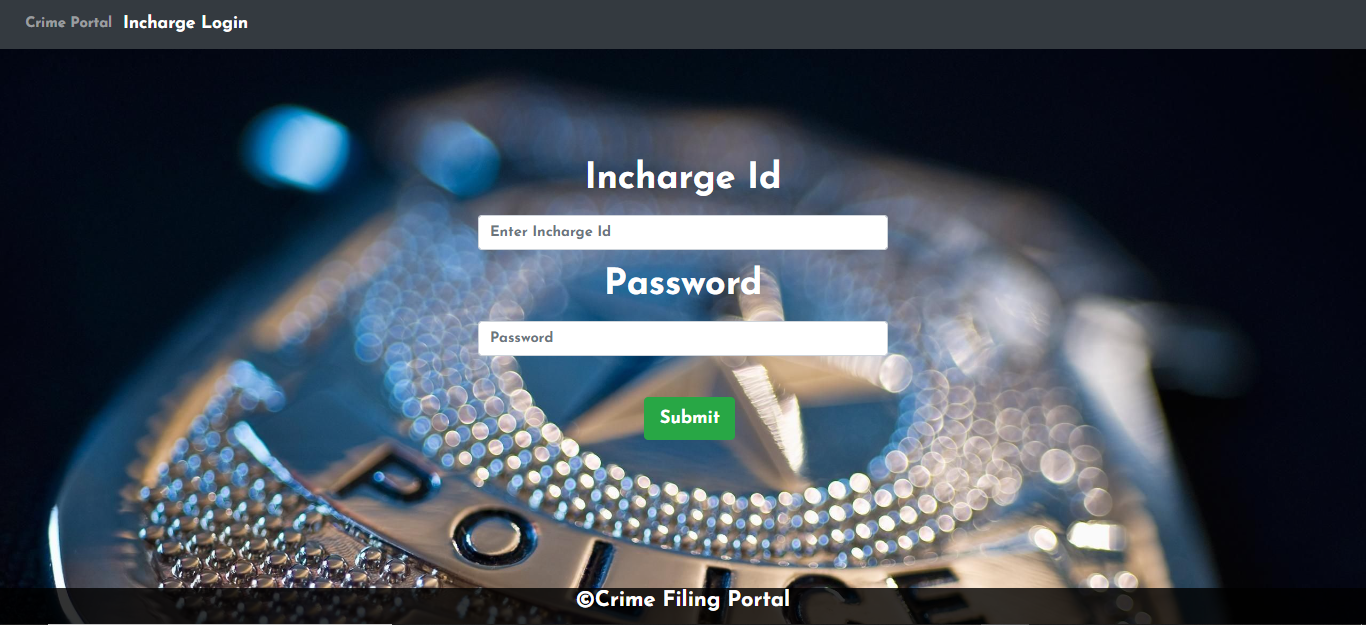 Crime Portal Incharge Login
Incharge Id
Enter Incharge Id
Password
Password
Submit
POLICE
©Crime Filing Portal